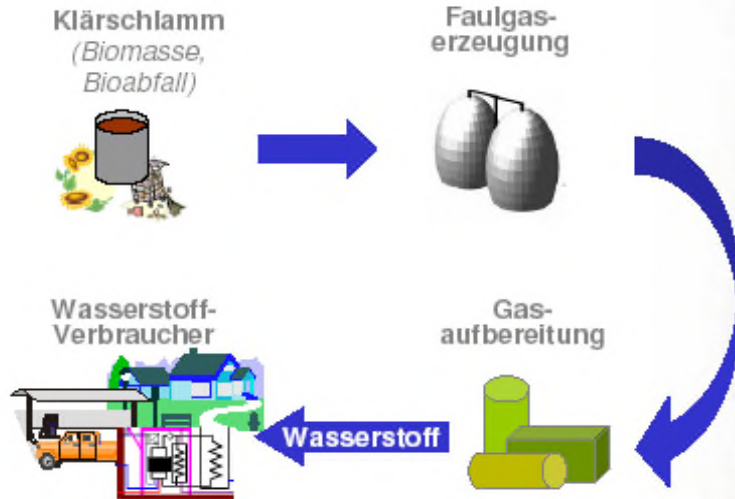 Klärschlamm
(Biomasse,
Bioabfall)
Faulgas-
erzeugung
Gas-
aufbereitung
Wasserstoff
Wasserstoff-
Verbraucher